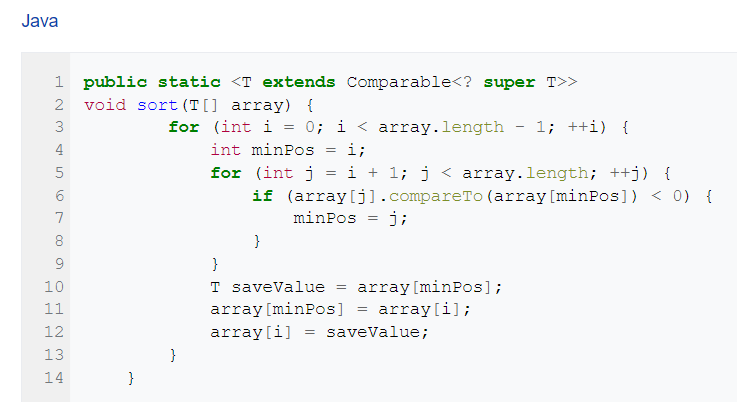 Java
1 public static <T extends Comparable<? super T>>
2 void sort(T[] array) {
3 for (int i = 0; i < array.length - 1; ++i) {
4 int minPos = i;
5 for (int j = i + 1; j < array.length; ++j) {
6 if (array[j].compareTo(array[minPos]) < 0) {
7 minPos = j;
8 }
9 }
10 T saveValue = array[minPos];
11 array[minPos] = array[i];
12 array[i] = saveValue;
13 }
14 }